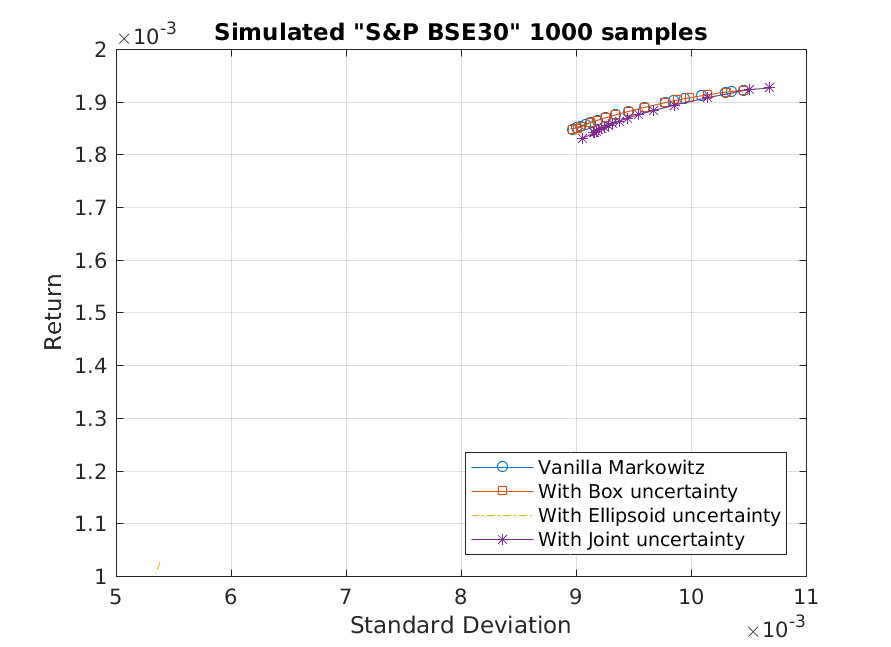 Simulated "S&P BSE30" 1000 samples
×10-3
2
1.9
1.8
1.7
1.6
1.5
1.4
1.3
1.2
1.1
1
Return
5 6 7 8 9 10 11
Standard Deviation
×10-3
Vanilla Markowitz
With Box uncertainty
With Ellipsoid uncertainty
With Joint uncertainty